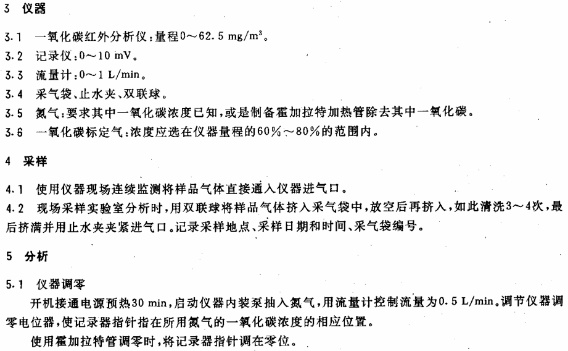 3 仪器
3.1 一氧化碳红外分析仪:量程0～62.5 mg/m³。
3.2 记录仪:0～10 mV。
3.3 流量计:0～1 L/min。
3.4 采气袋、止水夹、双联球。
3.5 氮气:要求其中一氧化碳浓度已知,或是制备霍加拉特加热管除去其中一氧化碳。
3.6 一氧化碳标定气:浓度应选在仪器量程的60%～80%的范围内。
4 采样
4.1 使用仪器现场连续监测将样品气体直接通入仪器进气口。
4.2 现场采样实验室分析时,用双联球将样品气体挤入采气袋中,放空后再挤入,如此清洗3～4次,最
后挤满并用止水夹夹紧进气口。记录采样地点、采样日期和时间、采气袋编号。
5 分析
5.1 仪器调零
开机接通电源预热30 min,启动仪器内装泵抽入氮气,用流量计控制流量为0.5 L/min。调节仪器调
零电位器,使记录器指针指在所用氮气的一氧化碳浓度的相应位置。
使用霍加拉特管调零时,将记录器指针调在零位。